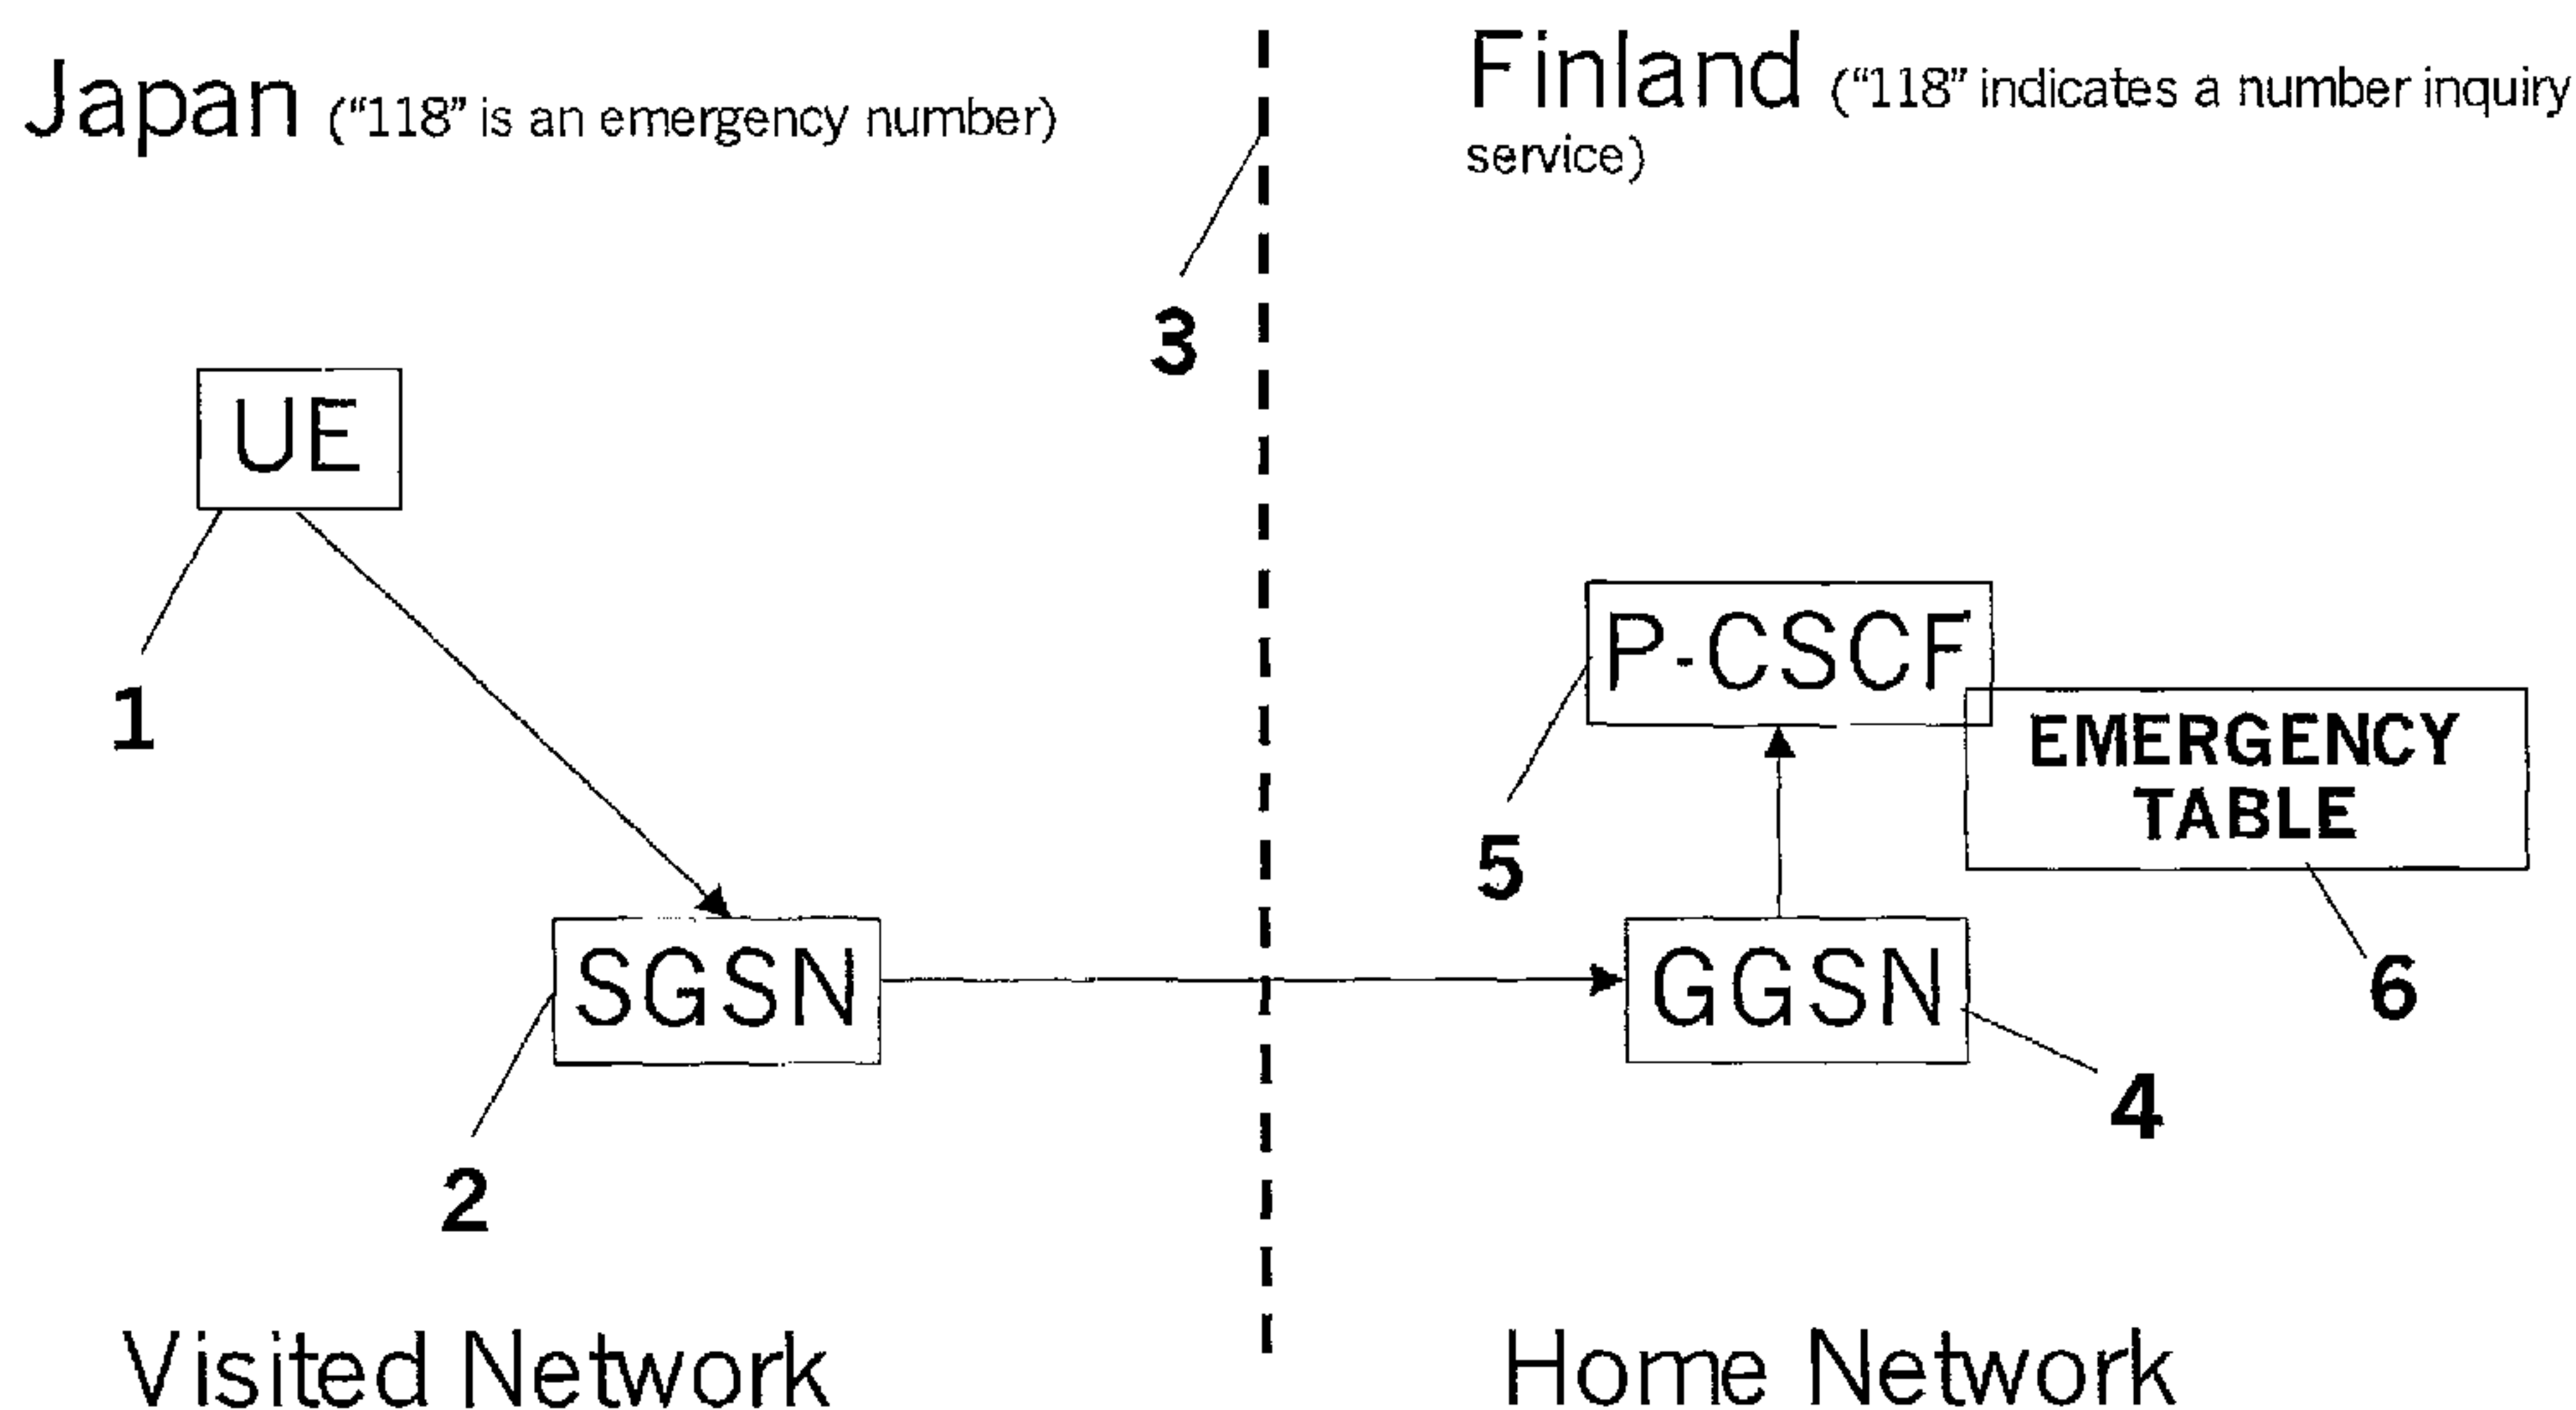 Japan ("118" is an emergency number)
Finland ("118" indicates a number inquiry
service)
3
UE
1
P-CSCF
EMERGENCY
TABLE
5
6
SGSN
GGSN
4
2
Visited Network
Home Network